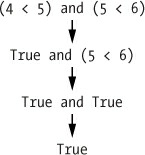 (4 < 5) and (5 < 6)
True and (5 < 6)
True and True
True